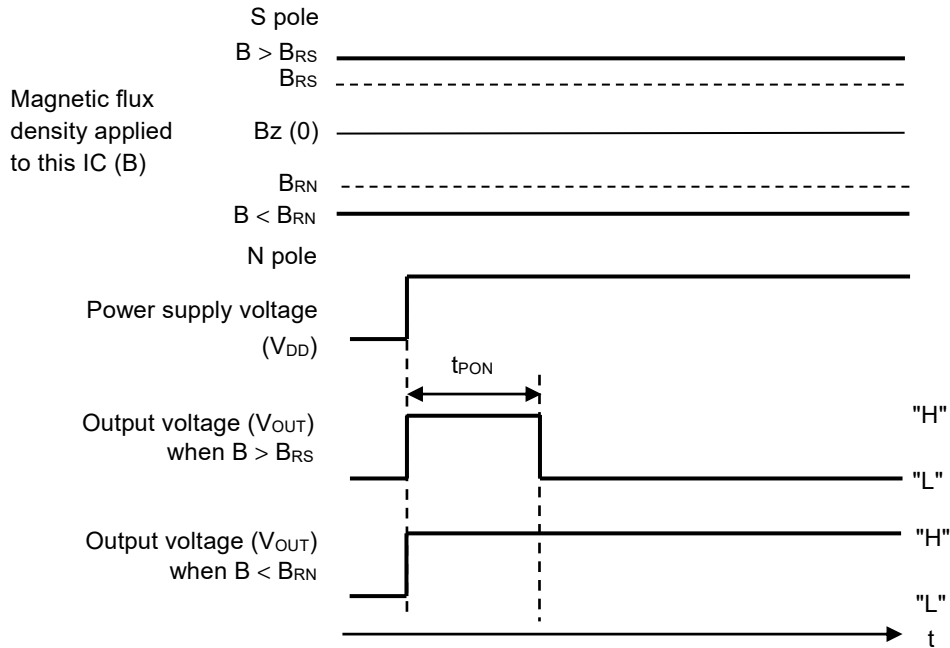 S pole
B > BRS
BRS
Magnetic flux
density applied
to this IC (B)
Bz (0)
BRN
B < BRN
N pole
Power supply voltage
(VDD)
tPON
Output voltage (VOUT)
when B > BRS
"H"
"L"
Output voltage (VOUT)
when B < BRN
"H"
"L"
t